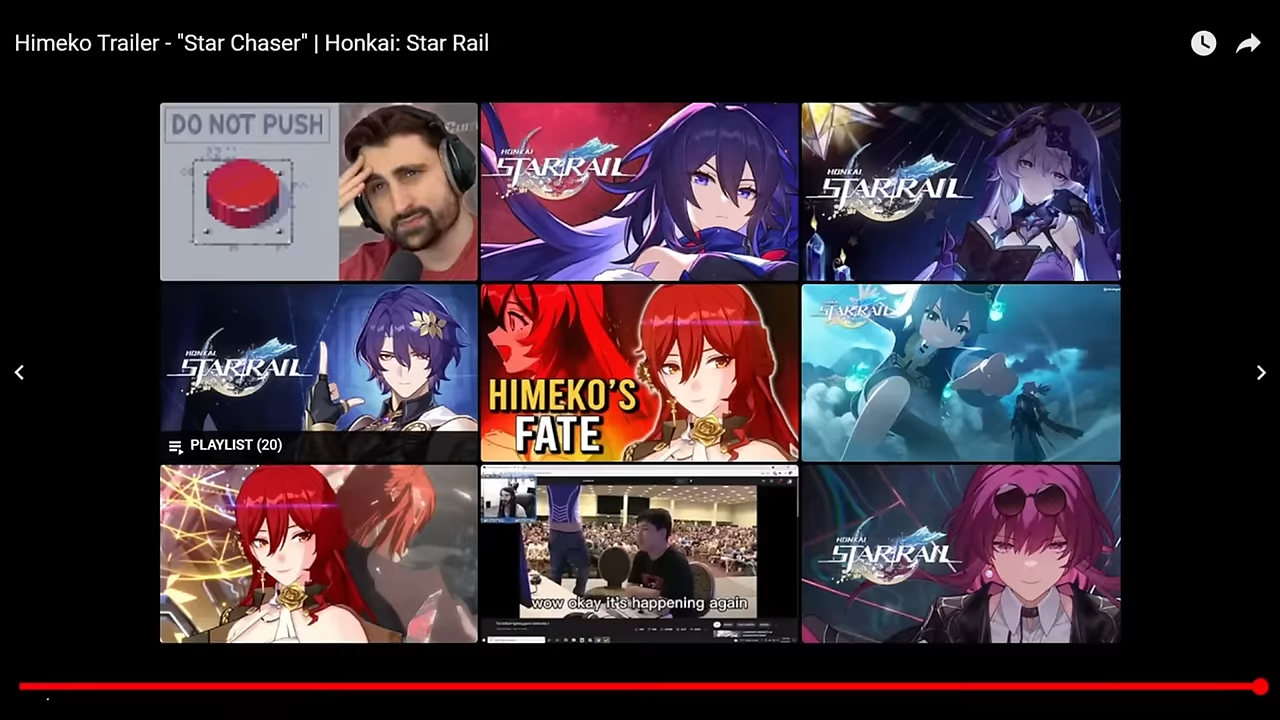 Himeko Trailer - "Star Chaser" | Honkai: Star Rail
DO NOT PUSH
HONKAI
STAR RAIL
HONKAI
STAR RAIL
HONKAI
STAR RAIL
PLAYLIST (20)
HIMEKO'S
FATE
STAR RAIL
wow okay it's happening again
HONKAI
STAR RAIL